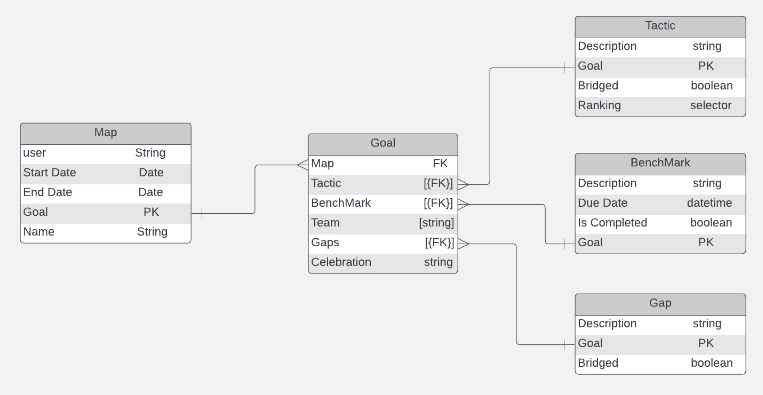 Map
user String
Start Date Date
End Date Date
Goal PK
Name String
Goal
Map FK
Tactic [{FK}]
BenchMark [{FK}]
Team [string]
Gaps [{FK}]
Celebration string
Tactic
Description string
Goal PK
Bridged boolean
Ranking selector
BenchMark
Description string
Due Date datetime
Is Completed boolean
Goal PK
Gap
Description string
Goal PK
Bridged boolean